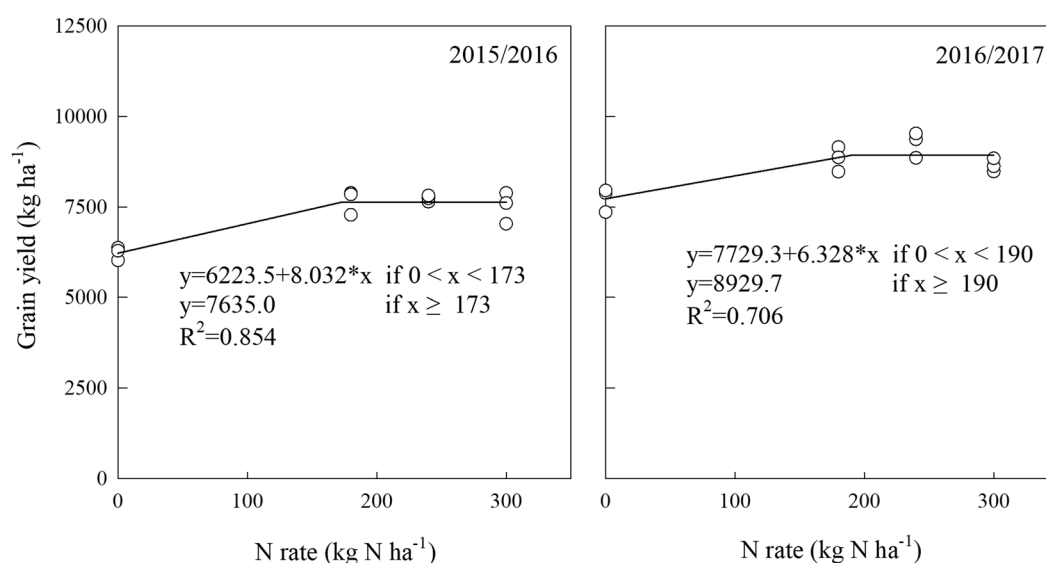 12500
10000
7500
5000
2500
0
Grain yield (kg ha⁻¹)
2015/2016
y=6223.5+8.032*x if 0 < x < 173
y=7635.0 if x ≥ 173
R²=0.854
0 100 200 300
N rate (kg N ha⁻¹)
2016/2017
y=7729.3+6.328*x if 0 < x < 190
y=8929.7 if x ≥ 190
R²=0.706
0 100 200 300
N rate (kg N ha⁻¹)